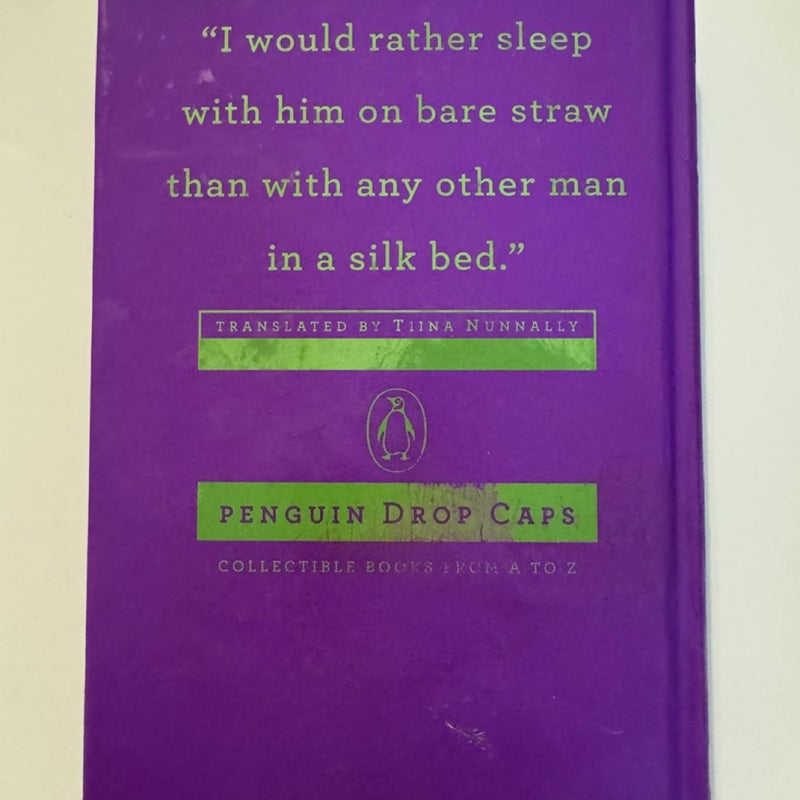 “I would rather sleep
with him on bare straw
than with any other man
in a silk bed.”
TRANSLATED BY TIINA NUNNALLY
PENGUIN DROP CAPS
COLLECTIBLE BOOKS FROM A TO Z